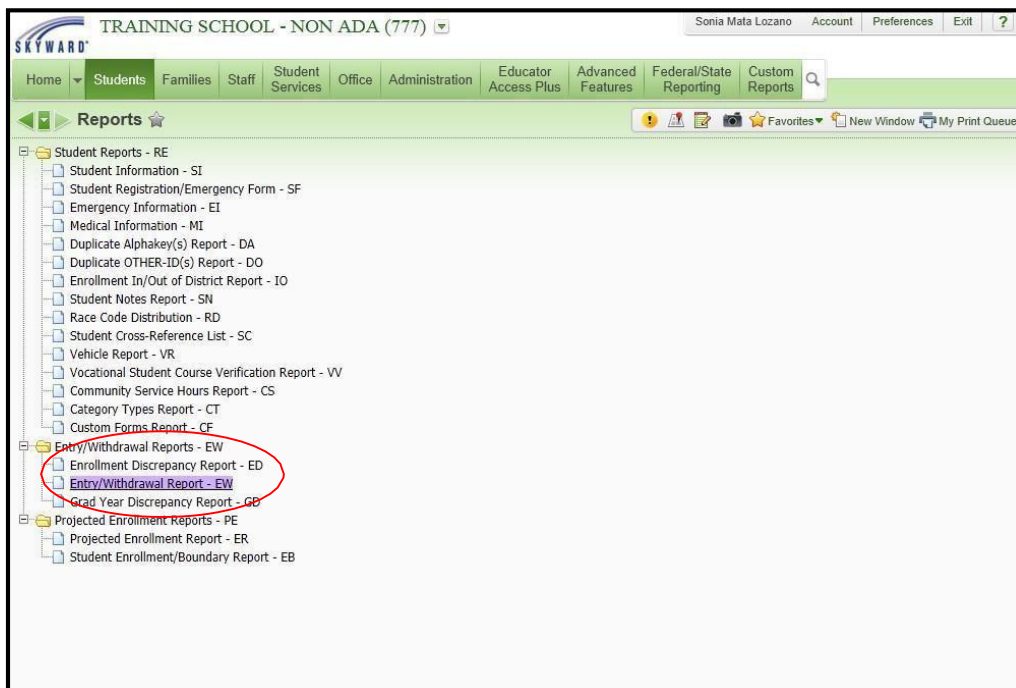 TRAINING SCHOOL - NON ADA (777)
Sonia Mata Lozano Account Preferences Exit ?
SKYWARD
Home Students Families Staff Student Services Office Administration Educator Access Plus Advanced Features Federal/State Reporting Custom Reports
Reports
Favorites New Window My Print Queue
Student Reports - RE
Student Information - SI
Student Registration/Emergency Form - SF
Emergency Information - EI
Medical Information - MI
Duplicate Alphakey(s) Report - DA
Duplicate OTHER-ID(s) Report - DO
Enrollment In/Out of District Report - IO
Student Notes Report - SN
Race Code Distribution - RD
Student Cross-Reference List - SC
Vehicle Report - VR
Vocational Student Course Verification Report - VV
Community Service Hours Report - CS
Category Types Report - CT
Custom Forms Report - CF
Entry/Withdrawal Reports - EW
Enrollment Discrepancy Report - ED
Entry/Withdrawal Report - EW
Grad Year Discrepancy Report - GD
Projected Enrollment Reports - PE
Projected Enrollment Report - ER
Student Enrollment/Boundary Report - EB